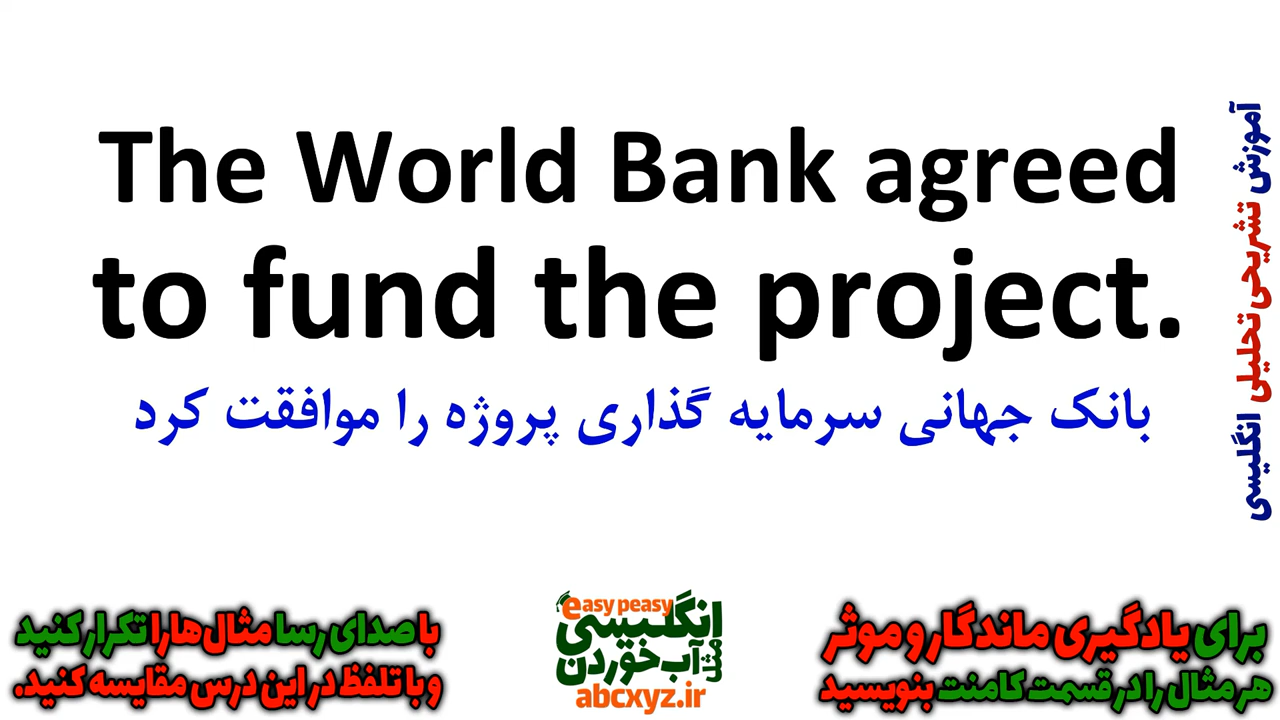 The World Bank agreed
to fund the project.
بانک جهانی سرمایه گذاری پروژه را موافقت کرد
آموزش تشریحی تحلیلی انگلیسی
برای یادگیری ماندگار و موثر
هر مثال را در قسمت کامنت بنویسید
easy peasy
انگلیسی
مثل آب خوردن
abcxyz.ir
با صدای رسا مثال‌ها را تکرار کنید
و با تلفظ در این درس مقایسه کنید.